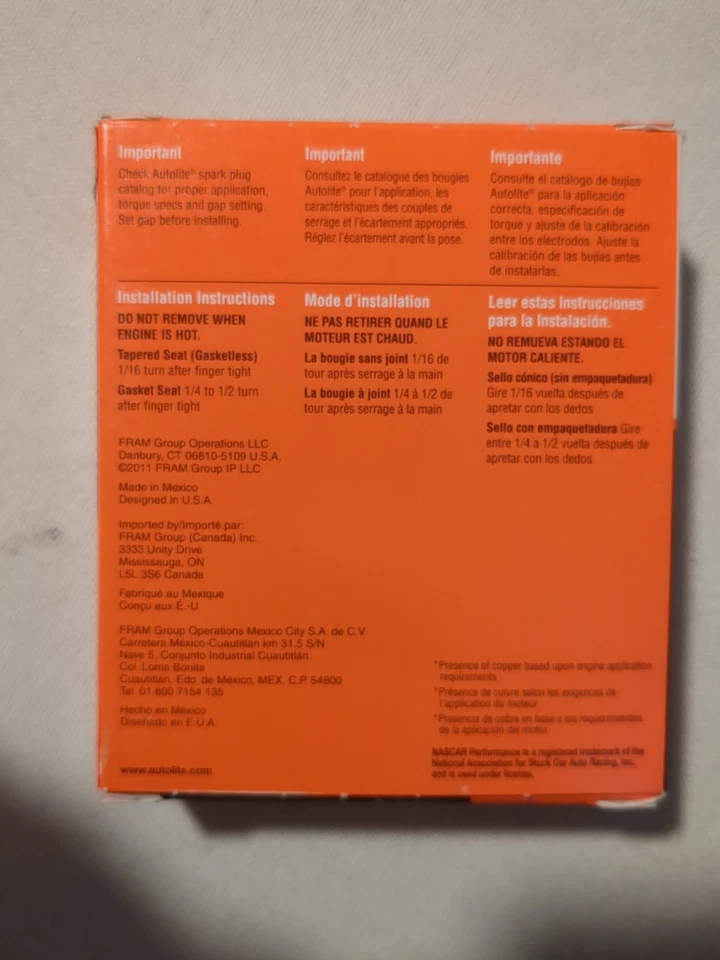 Important
Check Autolite® spark plug
catalog for proper application,
torque specs and gap setting.
Set gap before installing.
Important
Consultez le catalogue des bougies
Autolite® pour l'application, les
caractéristiques des couples de
serrage et l'écartement appropriés.
Réglez l'écartement avant la pose.
Importante
Consulte el catálogo de bujías
Autolite® para la aplicación
correcta, especificación de
torque y ajuste de la calibración
entre los electrodos. Ajuste la
calibración de las bujías antes
de instalarlas.
Installation Instructions
DO NOT REMOVE WHEN
ENGINE IS HOT.
Tapered Seat (Gasketless)
1/16 turn after finger tight
Gasket Seat 1/4 to 1/2 turn
after finger tight
Mode d'installation
NE PAS RETIRER QUAND LE
MOTEUR EST CHAUD.
La bougie sans joint 1/16 de
tour après serrage à la main
La bougie à joint 1/4 à 1/2 de
tour après serrage à la main
Leer estas Instrucciones
para la Instalación.
NO REMUEVA ESTANDO EL
MOTOR CALIENTE.
Sello cónico (sin empaquetadura)
Gire 1/16 vuelta después de
apretar con los dedos
Sello con empaquetadura Gire
entre 1/4 a 1/2 vuelta después de
apretar con los dedos
FRAM Group Operations LLC
Danbury, CT 06810-5109 U.S.A.
©2011 FRAM Group IP LLC
Made in Mexico
Designed in U.S.A.
Imported by/Importé par:
FRAM Group (Canada) Inc.
3333 Unity Drive
Mississauga, ON
L5L 3S6 Canada
Fabriqué au Mexique
Conçu aux É.-U.
FRAM Group Operations Mexico City S.A. de C.V.
Carretera México-Cuautitlán km 31.5 S/N
Nave 5, Conjunto Industrial Cuautitlán.
Col. Loma Bonita
Cuautitlán, Edo. de México, MEX. C.P. 54800
Tel. 01 800 7154 135
Hecho en México
Diseñado en E.U.A.
www.autolite.com
*Presence of copper based upon engine application
requirements
*Présence de cuivre selon les exigences de
l'application du moteur
*Presencia de cobre en base a los requerimientos
de la aplicación del motor
NASCAR Performance is a registered trademark of the
National Association for Stock Car Auto Racing, Inc.
and is used under license.